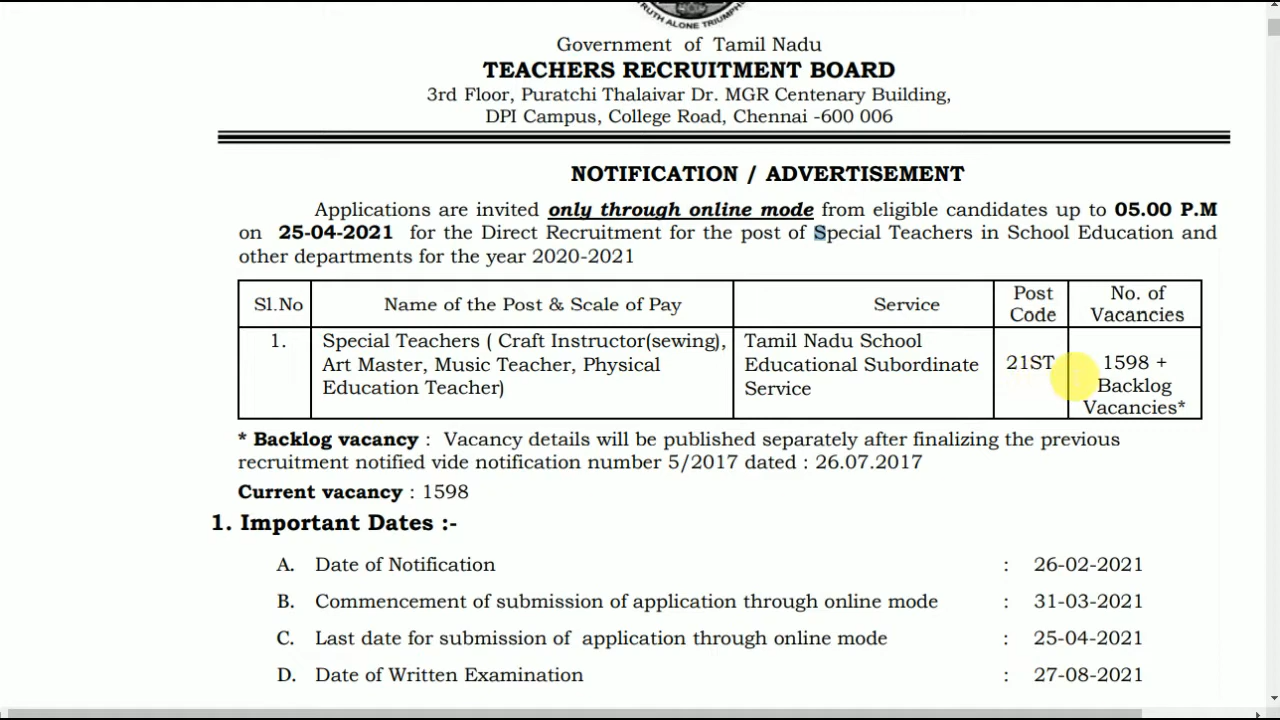 TRUTH ALONE TRIUMPHS
Government of Tamil Nadu
TEACHERS RECRUITMENT BOARD
3rd Floor, Puratchi Thalaivar Dr. MGR Centenary Building,
DPI Campus, College Road, Chennai -600 006
NOTIFICATION / ADVERTISEMENT
Applications are invited only through online mode from eligible candidates up to 05.00 P.M
on 25-04-2021 for the Direct Recruitment for the post of Special Teachers in School Education and
other departments for the year 2020-2021
Sl.No Name of the Post & Scale of Pay Service Post Code No. of Vacancies
1. Special Teachers ( Craft Instructor(sewing), Art Master, Music Teacher, Physical Education Teacher) Tamil Nadu School Educational Subordinate Service 21ST 1598 + Backlog Vacancies*
* Backlog vacancy : Vacancy details will be published separately after finalizing the previous
recruitment notified vide notification number 5/2017 dated : 26.07.2017
Current vacancy : 1598
1. Important Dates :-
A. Date of Notification : 26-02-2021
B. Commencement of submission of application through online mode : 31-03-2021
C. Last date for submission of application through online mode : 25-04-2021
D. Date of Written Examination : 27-08-2021